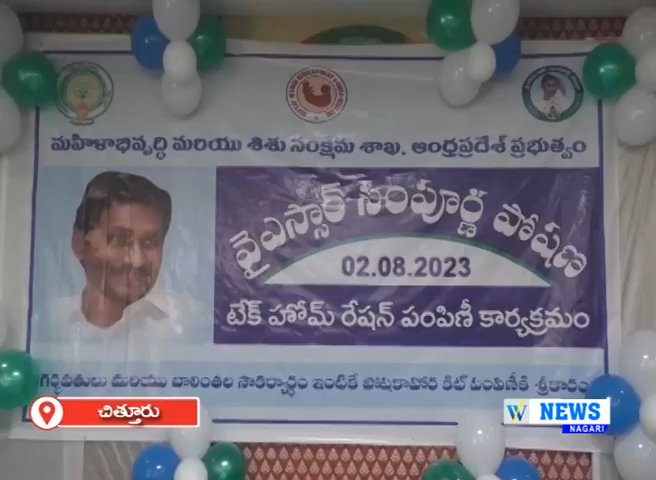 మహిళాభివృద్ధి మరియు శిశు సంక్షేమ శాఖ, ఆంధ్రప్రదేశ్ ప్రభుత్వం
వైఎస్సార్ సంపూర్ణ పోషణ
02.08.2023
టేక్ హోమ్ రేషన్ పంపిణీ కార్యక్రమం
గర్భవతులు మరియు బాలింతల సౌకర్యార్థం ఇంటికే పోషకాహార కిట్ పంపిణీకి శ్రీకారం
చిత్తూరు
W NEWS
NAGARI